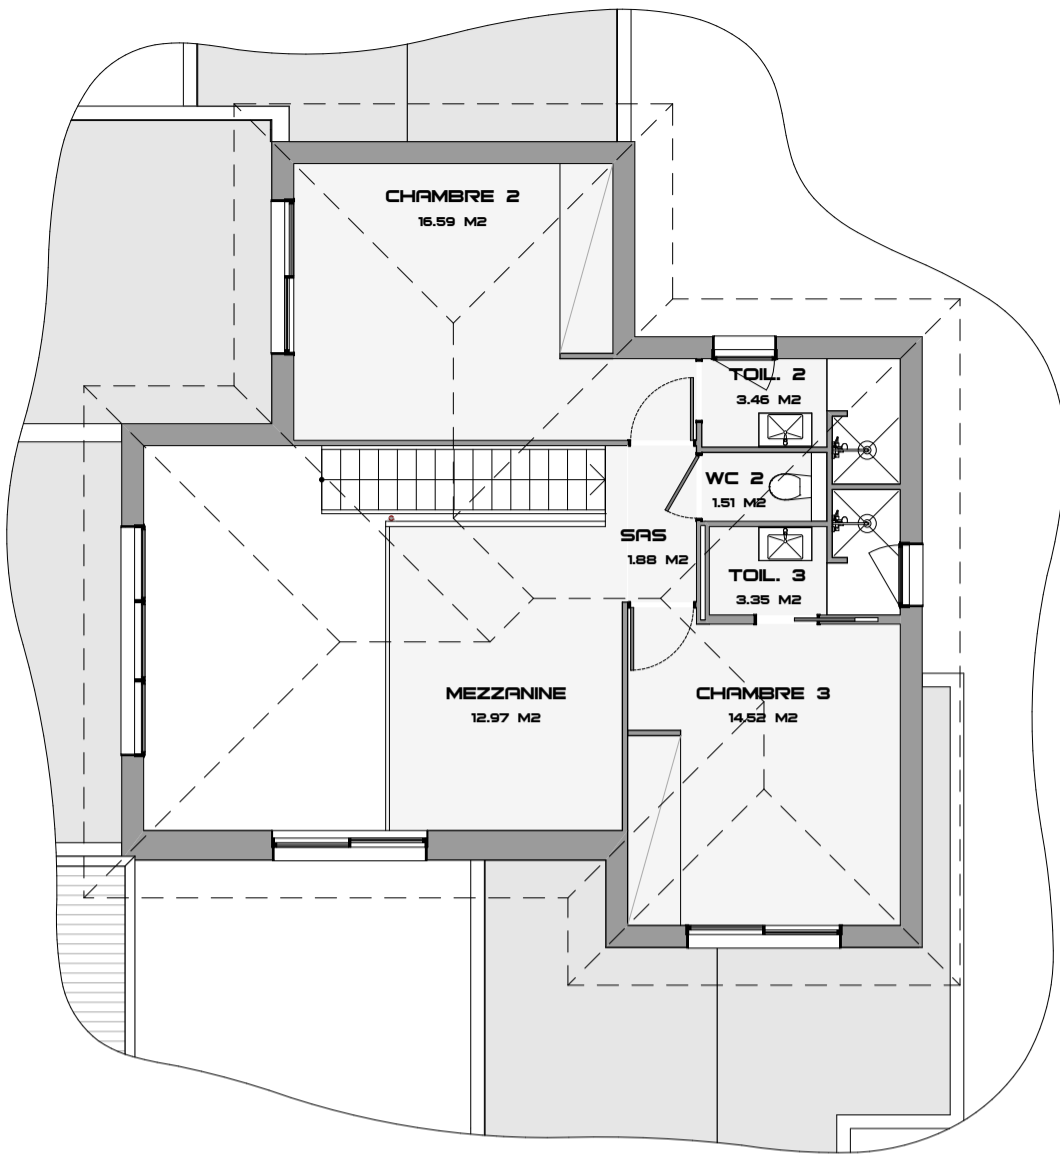 CHAMBRE 2
16.59 M2
TOIL. 2
3.46 M2
WC 2
1.51 M2
SAS
1.88 M2
TOIL. 3
3.35 M2
MEZZANINE
12.97 M2
CHAMBRE 3
14.52 M2